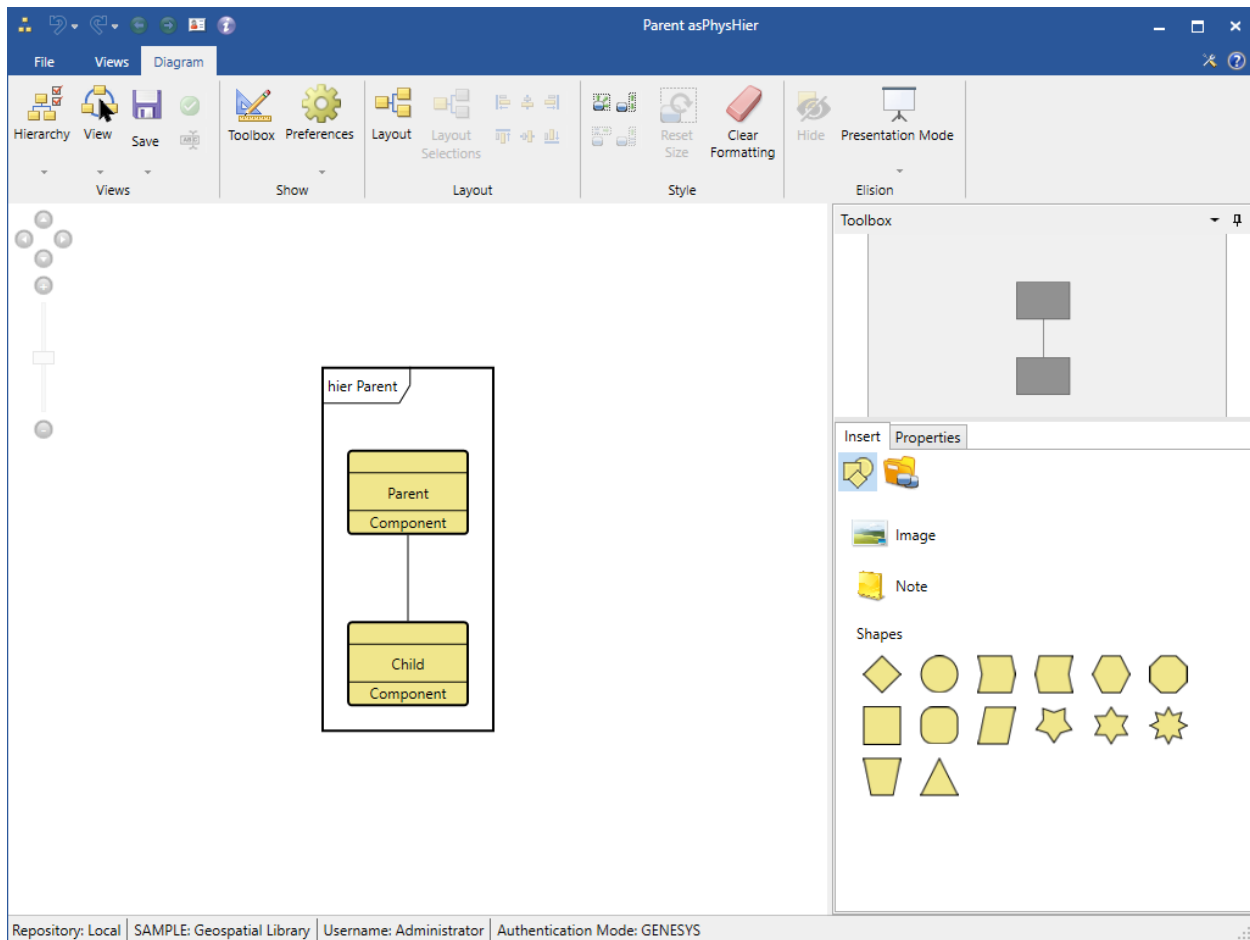 Parent asPhysHier
File Views Diagram
Hierarchy View Save Toolbox Preferences Layout Layout Selections Reset Size Clear Formatting Hide Presentation Mode
Views Show Layout Style Elision
Toolbox
hier Parent
Parent
Component
Child
Component
Insert Properties
Image
Note
Shapes
Repository: Local SAMPLE: Geospatial Library Username: Administrator Authentication Mode: GENESYS